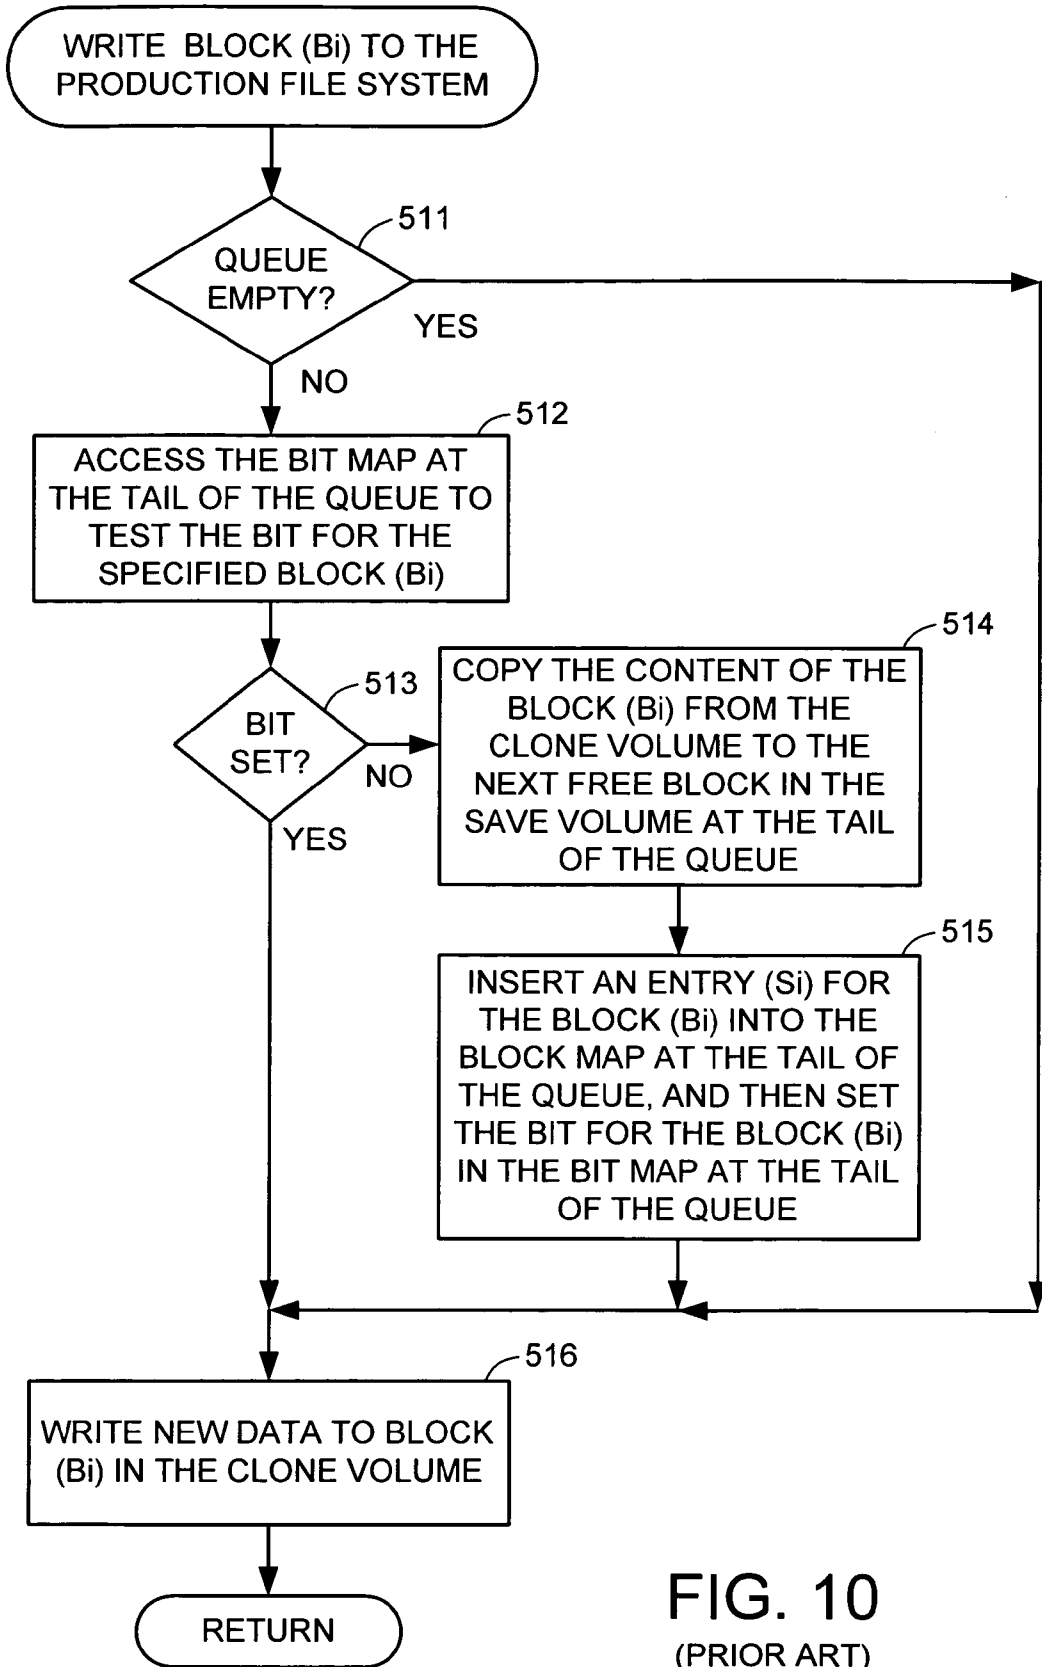 WRITE BLOCK (Bi) TO THE
PRODUCTION FILE SYSTEM
511
QUEUE
EMPTY?
YES
NO
512
ACCESS THE BIT MAP AT
THE TAIL OF THE QUEUE TO
TEST THE BIT FOR THE
SPECIFIED BLOCK (Bi)
513
BIT
SET?
NO
YES
514
COPY THE CONTENT OF THE
BLOCK (Bi) FROM THE
CLONE VOLUME TO THE
NEXT FREE BLOCK IN THE
SAVE VOLUME AT THE TAIL
OF THE QUEUE
515
INSERT AN ENTRY (Si) FOR
THE BLOCK (Bi) INTO THE
BLOCK MAP AT THE TAIL OF
THE QUEUE, AND THEN SET
THE BIT FOR THE BLOCK (Bi)
IN THE BIT MAP AT THE TAIL
OF THE QUEUE
516
WRITE NEW DATA TO BLOCK
(Bi) IN THE CLONE VOLUME
RETURN
FIG. 10
(PRIOR ART)